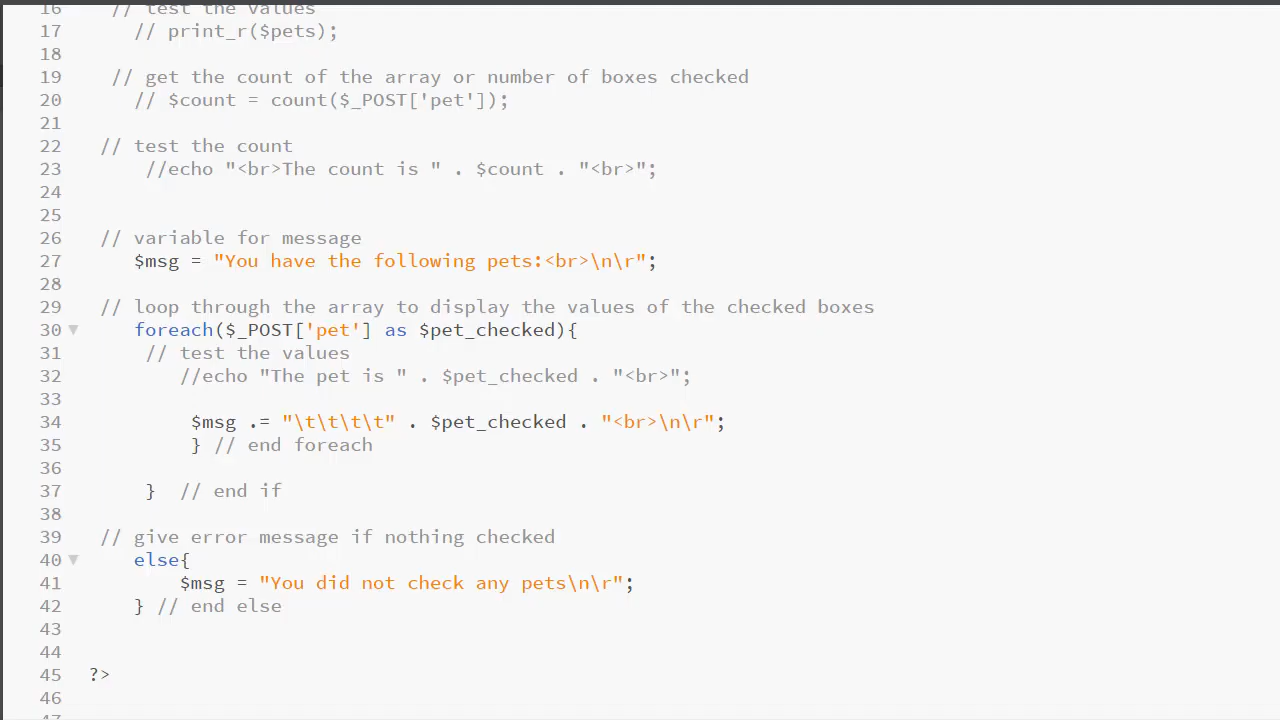 16 // test the values
17 // print_r($pets);
18
19 // get the count of the array or number of boxes checked
20 // $count = count($_POST['pet']);
21
22 // test the count
23 //echo "<br>The count is " . $count . "<br>";
24
25
26 // variable for message
27 $msg = "You have the following pets:<br>\n\r";
28
29 // loop through the array to display the values of the checked boxes
30 foreach($_POST['pet'] as $pet_checked){
31 // test the values
32 //echo "The pet is " . $pet_checked . "<br>";
33
34 $msg .= "\t\t\t\t" . $pet_checked . "<br>\n\r";
35 } // end foreach
36
37 } // end if
38
39 // give error message if nothing checked
40 else{
41 $msg = "You did not check any pets\n\r";
42 } // end else
43
44
45 ?>
46
47